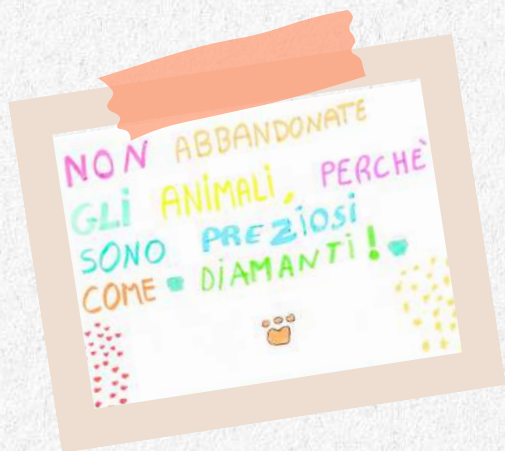 NON ABBANDONATE
GLI ANIMALI, PERCHÈ
SONO PREZIOSI
COME DIAMANTI!